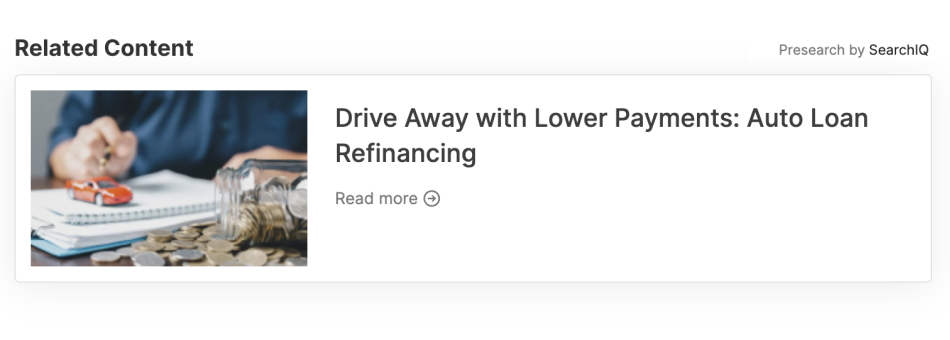 Related Content
Presearch by SearchIQ
Drive Away with Lower Payments: Auto Loan
Refinancing
Read more